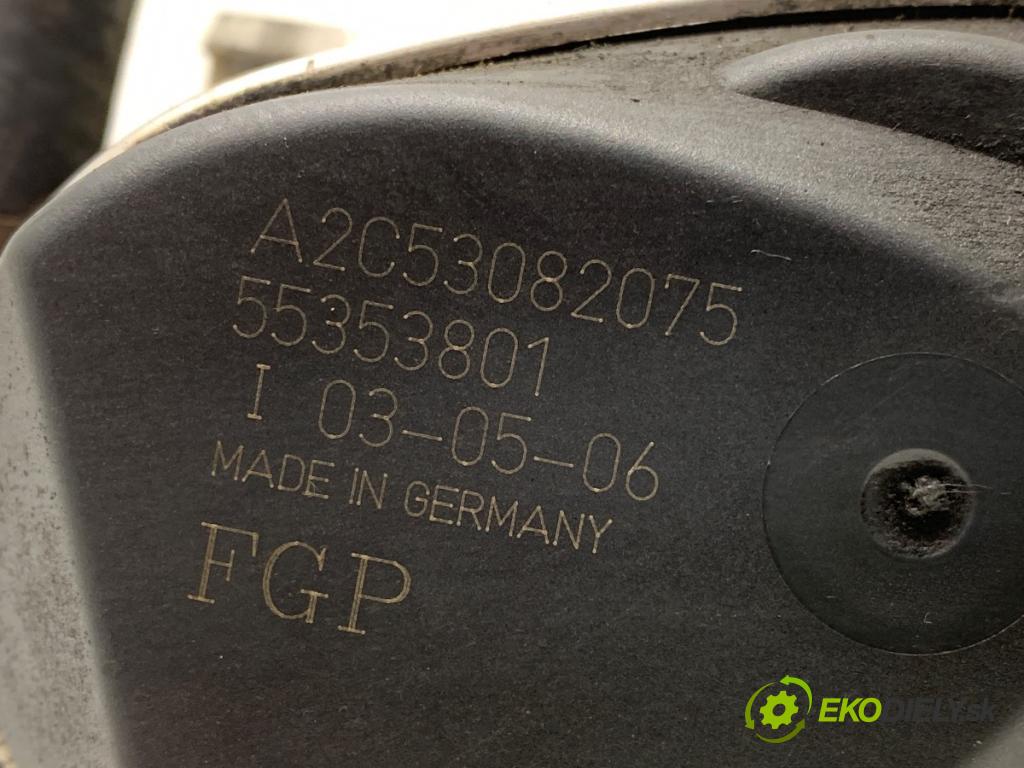 A2C53082075
55353801
I 03-05-06
MADE IN GERMANY
FGP
EKODIELY.sk